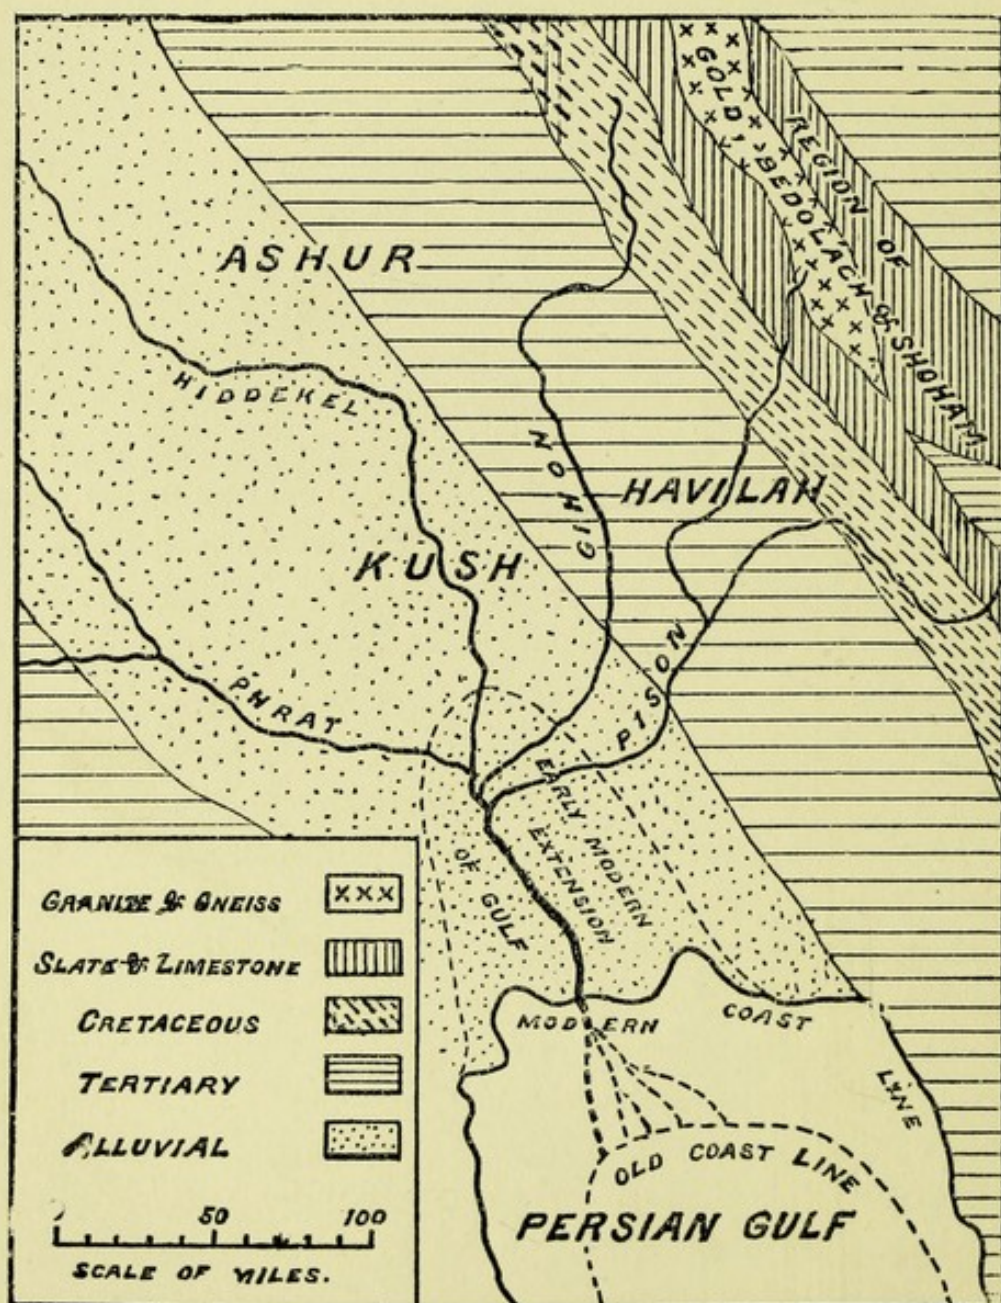 REGION OF
GOLD, BEDOLACH & SHOHAM
ASHUR
HIDDEKEL
GIHON
HAVILAH
KUSH
PISON
PHRAT
EARLY MODERN
EXTENSION
OF GULF
GRANITE & GNEISS
SLATE & LIMESTONE
CRETACEOUS
TERTIARY
ALLUVIAL
50 100
SCALE OF MILES.
MODERN COAST LINE
OLD COAST LINE
PERSIAN GULF